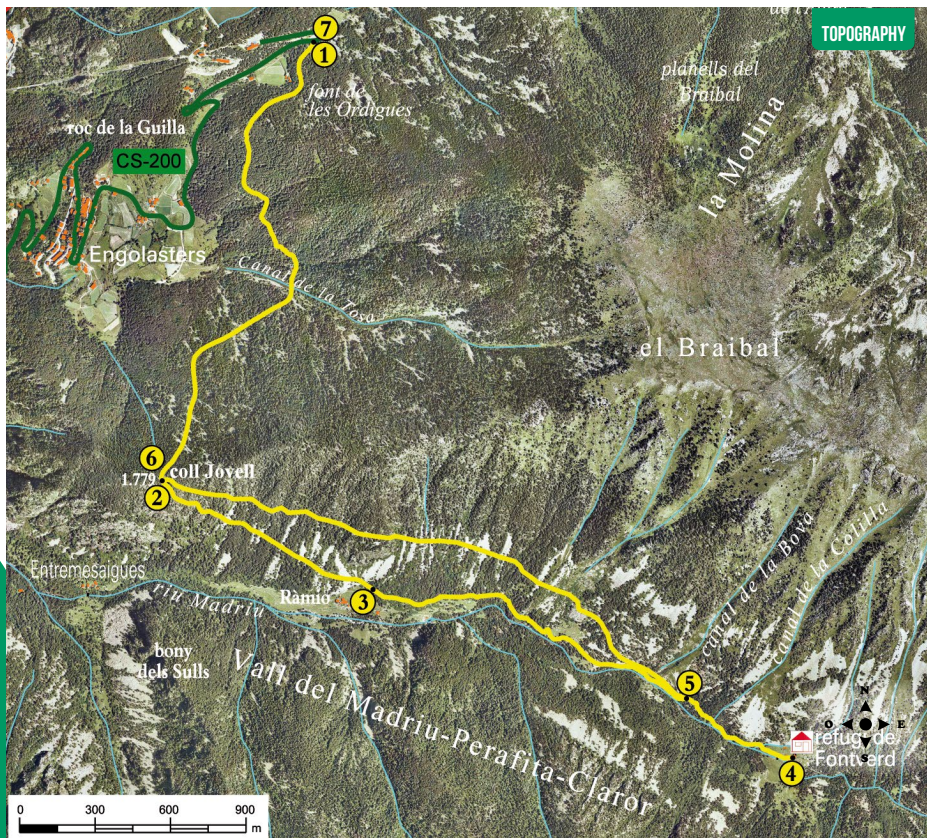 TOPOGRAPHY
7
1
font de
les Ordigues
planells del
Braibal
la Molina
roc de la Guilla
CS-200
Engolasters
Canal de la Tosa
el Braibal
6
1.779
coll Jovell
2
Entremesaigües
riu Madriu
Ràmio
3
bony
dels Sulls
Vall del Madriu-Perafita-Claror
canal de la Bova
Canal de la Colilla
5
N
O
E
S
refugi de
Fontverd
4
0
300
600
900
m